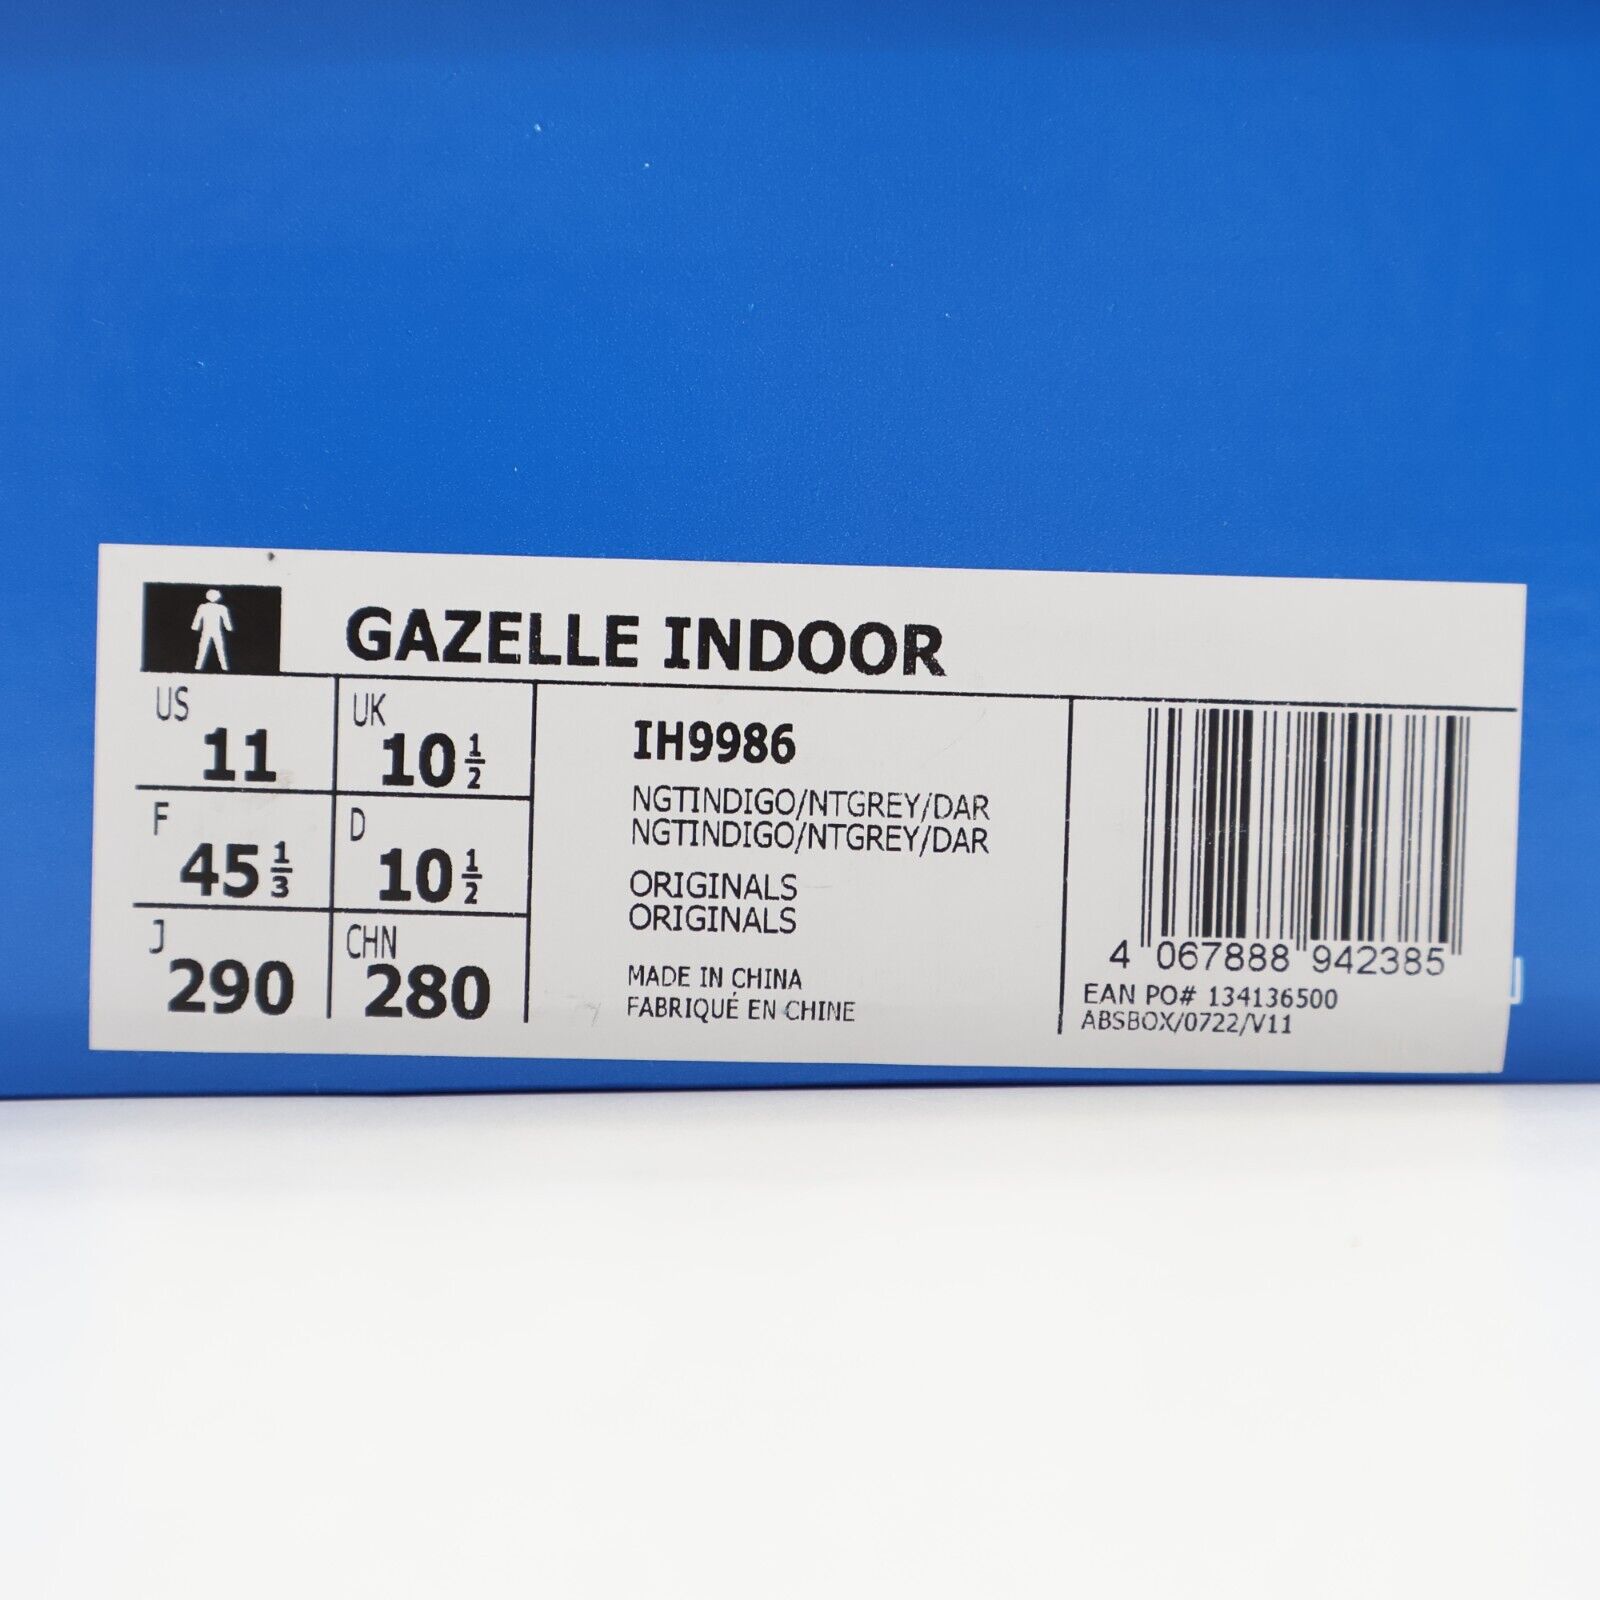 GAZELLE INDOOR
US 11 UK 10 1/2
F 45 1/3 D 10 1/2
J 290 CHN 280
IH9986
NGTINDIGO/NTGREY/DAR
NGTINDIGO/NTGREY/DAR
ORIGINALS
ORIGINALS
MADE IN CHINA
FABRIQUÉ EN CHINE
4 067888 942385
EAN PO# 134136500
ABSBOX/0722/V11